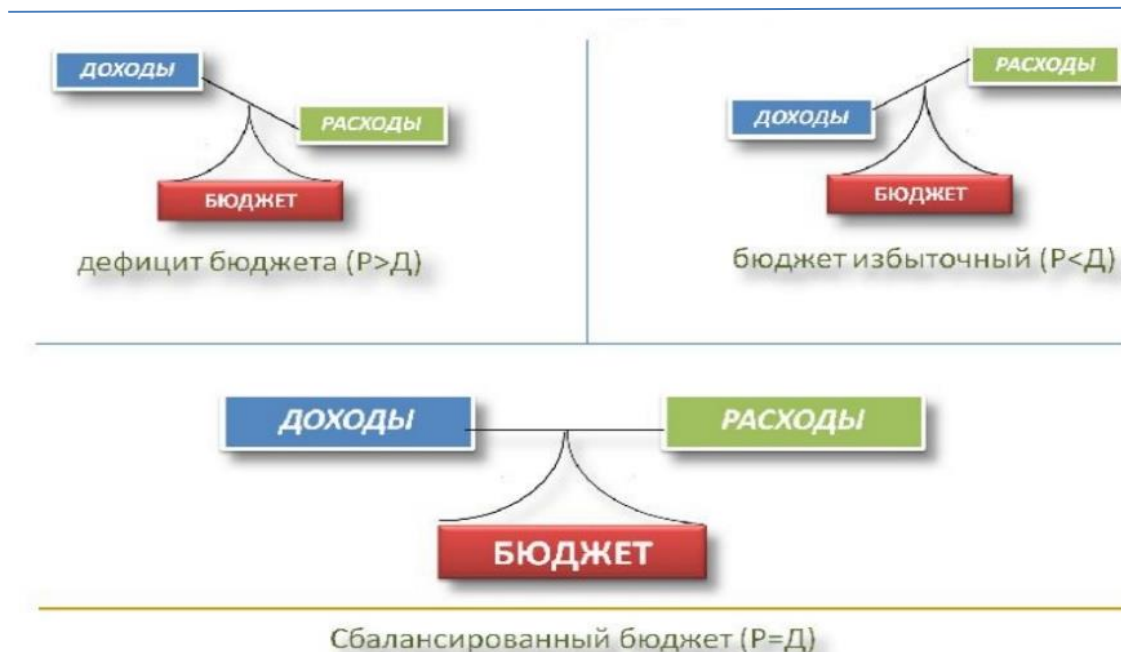 ДОХОДЫ
РАСХОДЫ
БЮДЖЕТ
дефицит бюджета (Р>Д)
РАСХОДЫ
ДОХОДЫ
БЮДЖЕТ
бюджет избыточный (Р<Д)
ДОХОДЫ
РАСХОДЫ
БЮДЖЕТ
Сбалансированный бюджет (Р=Д)